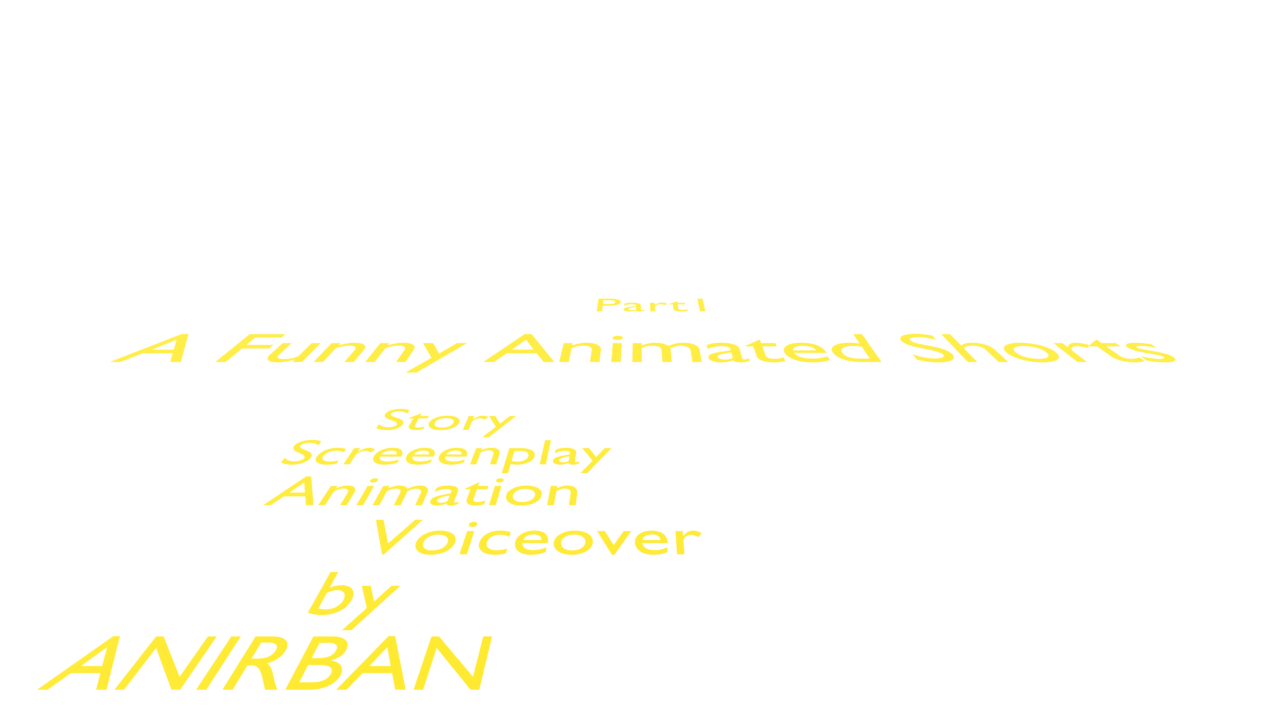 Part I
A Funny Animated Shorts
Story
Screeenplay
Animation
Voiceover
by
ANIRBAN